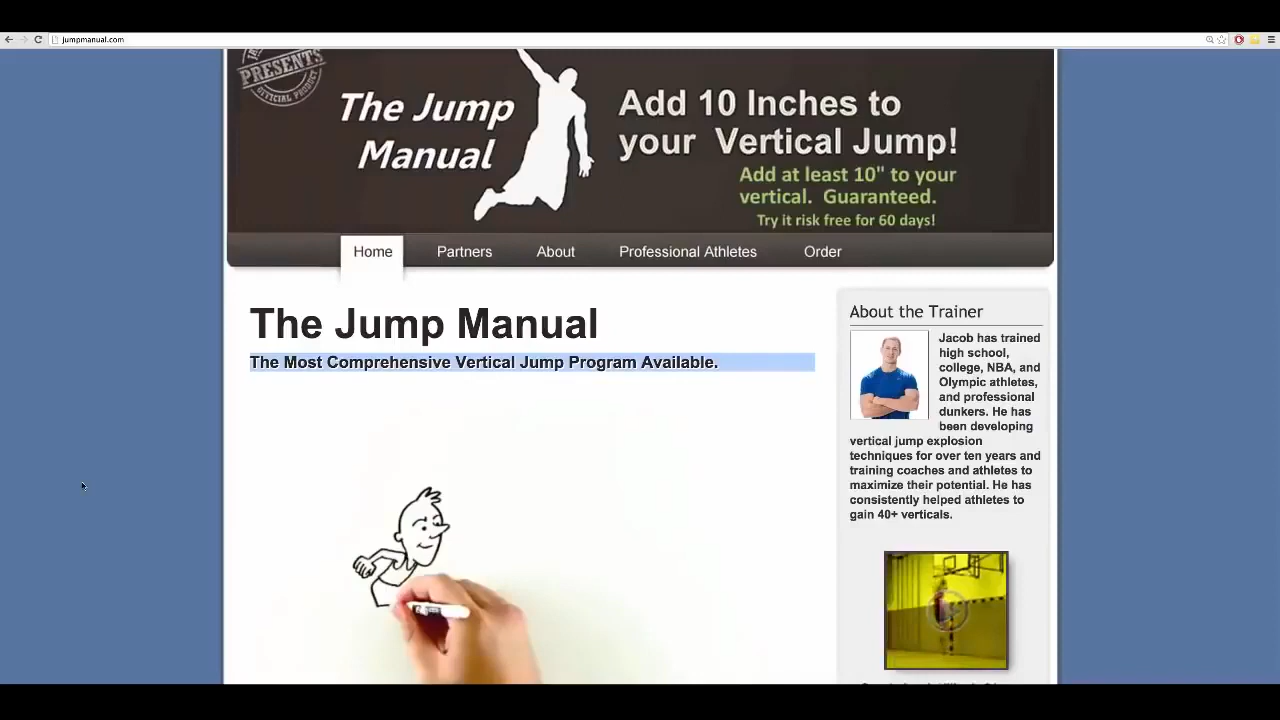 jumpmanual.com
PRESENTS
OFFICIAL PRODUCT
The Jump
Manual
Add 10 Inches to
your Vertical Jump!
Add at least 10" to your
vertical. Guaranteed.
Try it risk free for 60 days!
Home Partners About Professional Athletes Order
The Jump Manual
The Most Comprehensive Vertical Jump Program Available.
About the Trainer
Jacob has trained
high school,
college, NBA, and
Olympic athletes,
and professional
dunkers. He has
been developing
vertical jump explosion
techniques for over ten years and
training coaches and athletes to
maximize their potential. He has
consistently helped athletes to
gain 40+ verticals.